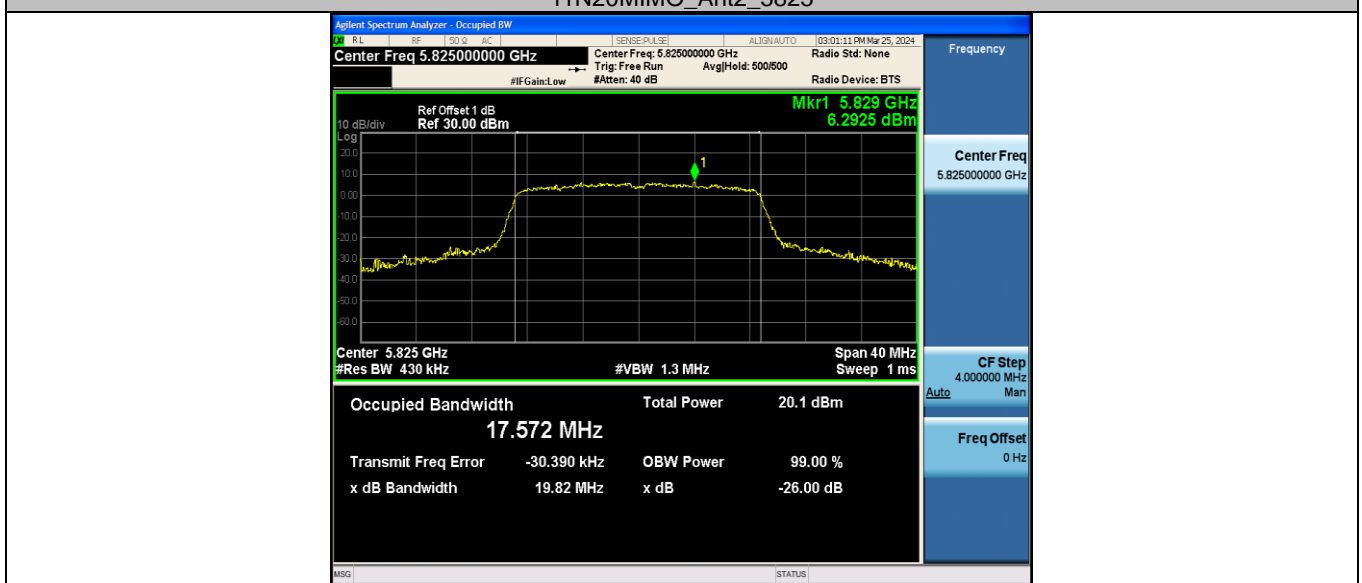 11N20MIMO_Ant2_5825
Agilent Spectrum Analyzer - Occupied BW
RL RF 50 Ω AC SENSE:PULSE ALIGN AUTO 03:01:11 PM Mar 25, 2024
Center Freq 5.825000000 GHz
Center Freq: 5.825000000 GHz
Radio Std: None
Trig: Free Run Avg|Hold: 500/500
#IFGain:Low #Atten: 40 dB
Radio Device: BTS
Ref Offset 1 dB
10 dB/div Ref 30.00 dBm
Mkr1 5.829 GHz
6.2925 dBm
Log
20.0
10.0
0.00
-10.0
-20.0
-30.0
-40.0
-50.0
-60.0
1
Center 5.825 GHz Span 40 MHz
#Res BW 430 kHz #VBW 1.3 MHz Sweep 1 ms
Occupied Bandwidth Total Power 20.1 dBm
17.572 MHz
Transmit Freq Error -30.390 kHz OBW Power 99.00 %
x dB Bandwidth 19.82 MHz x dB -26.00 dB
MSG STATUS
Frequency
Center Freq
5.825000000 GHz
CF Step
4.000000 MHz
Auto Man
Freq Offset
0 Hz